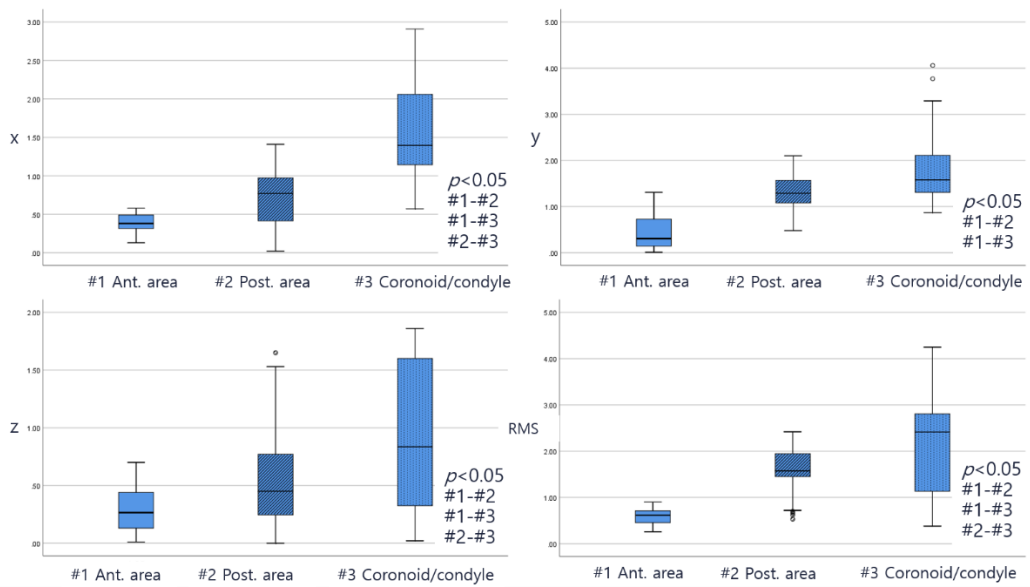 3.00
2.50
2.00
x 1.50
1.00
.50
.00
p<0.05
#1-#2
#1-#3
#2-#3
#1 Ant. area #2 Post. area #3 Coronoid/condyle
5.00
4.00
3.00
y
2.00
1.00
.00
p<0.05
#1-#2
#1-#3
#1 Ant. area #2 Post. area #3 Coronoid/condyle
2.00
1.50
z 1.00
.50
.00
p<0.05
#1-#2
#1-#3
#2-#3
#1 Ant. area #2 Post. area #3 Coronoid/condyle
5.00
4.00
3.00
RMS
2.00
1.00
.00
p<0.05
#1-#2
#1-#3
#2-#3
#1 Ant. area #2 Post. area #3 Coronoid/condyle